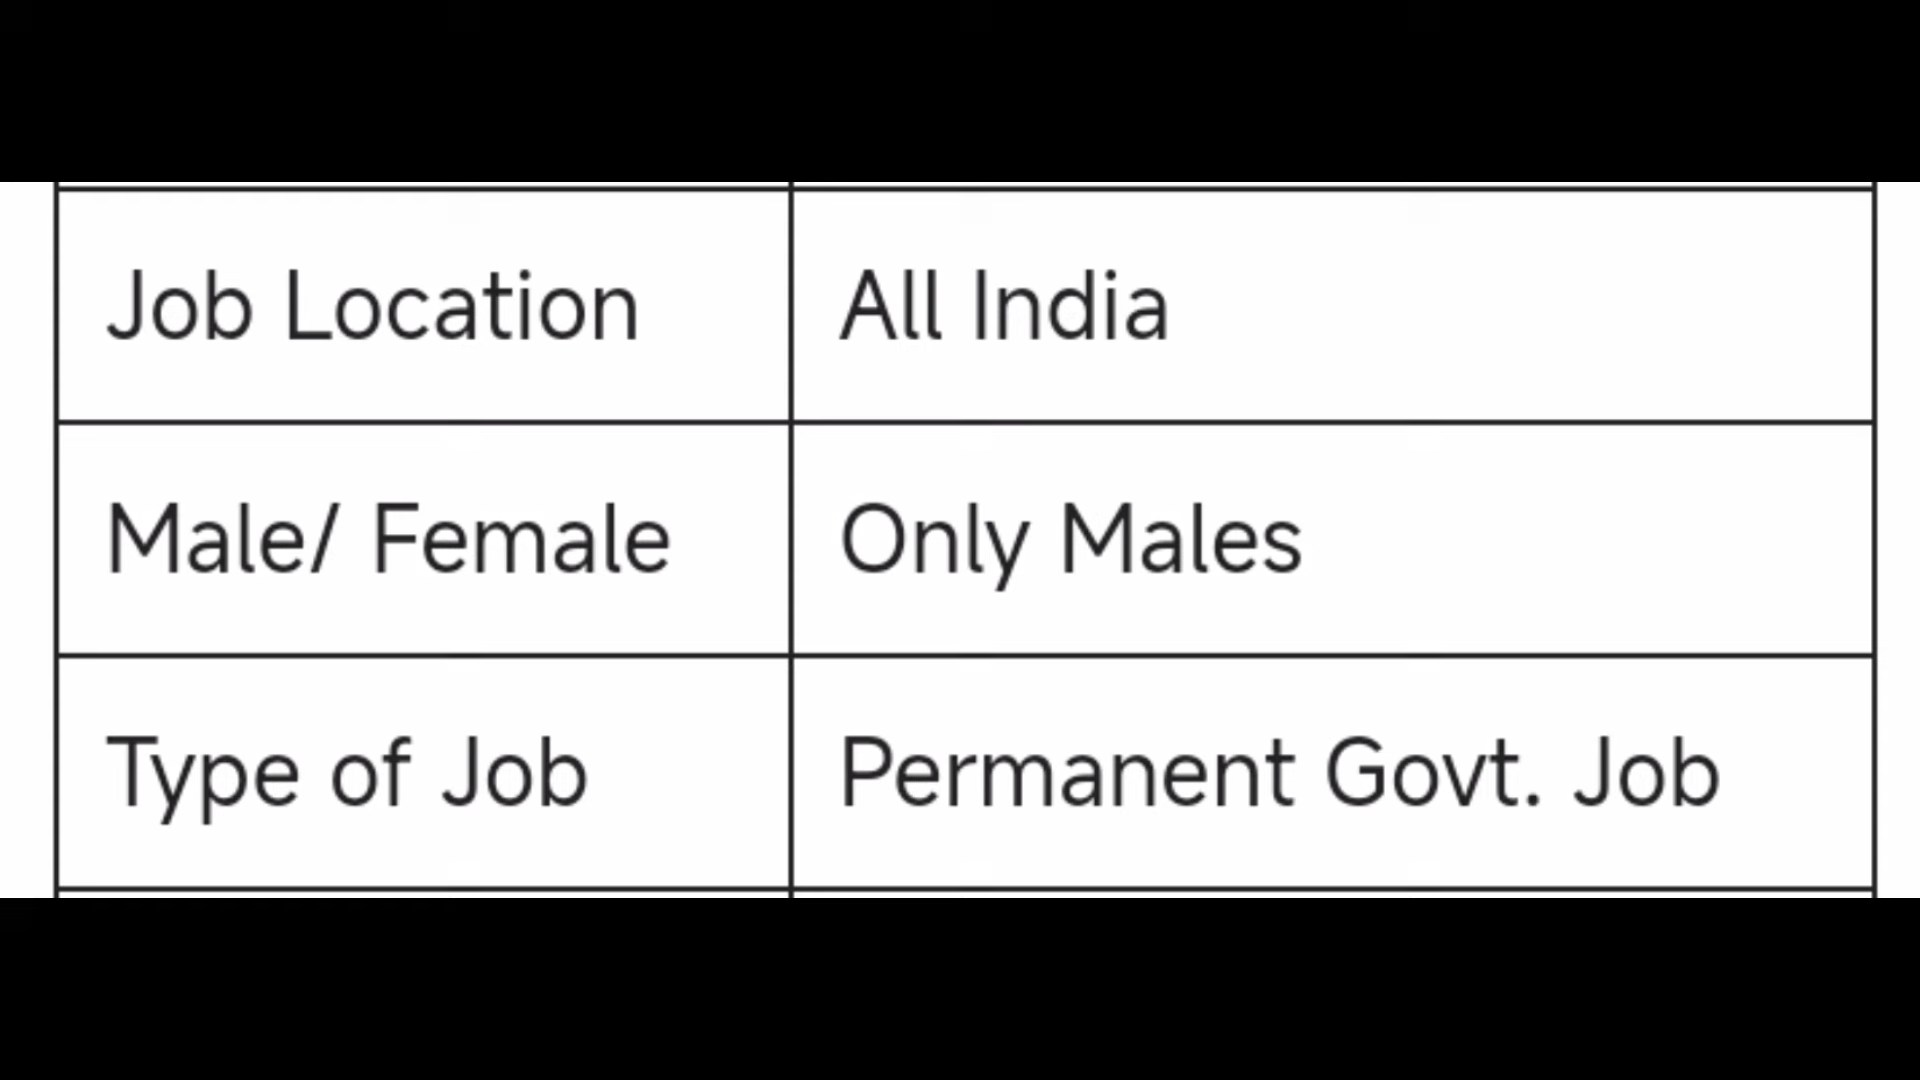 Job Location All India
Male/ Female Only Males
Type of Job Permanent Govt. Job